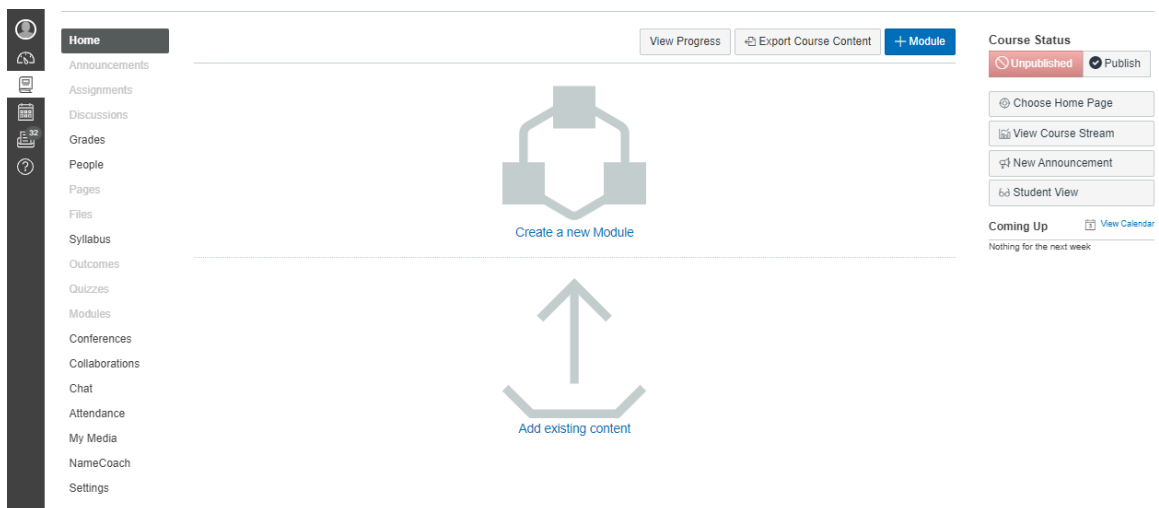 32
Home
Announcements
Assignments
Discussions
Grades
People
Pages
Files
Syllabus
Outcomes
Quizzes
Modules
Conferences
Collaborations
Chat
Attendance
My Media
NameCoach
Settings
View Progress
Export Course Content
+ Module
Create a new Module
Add existing content
Course Status
Unpublished
Publish
Choose Home Page
View Course Stream
New Announcement
Student View
Coming Up
View Calendar
Nothing for the next week